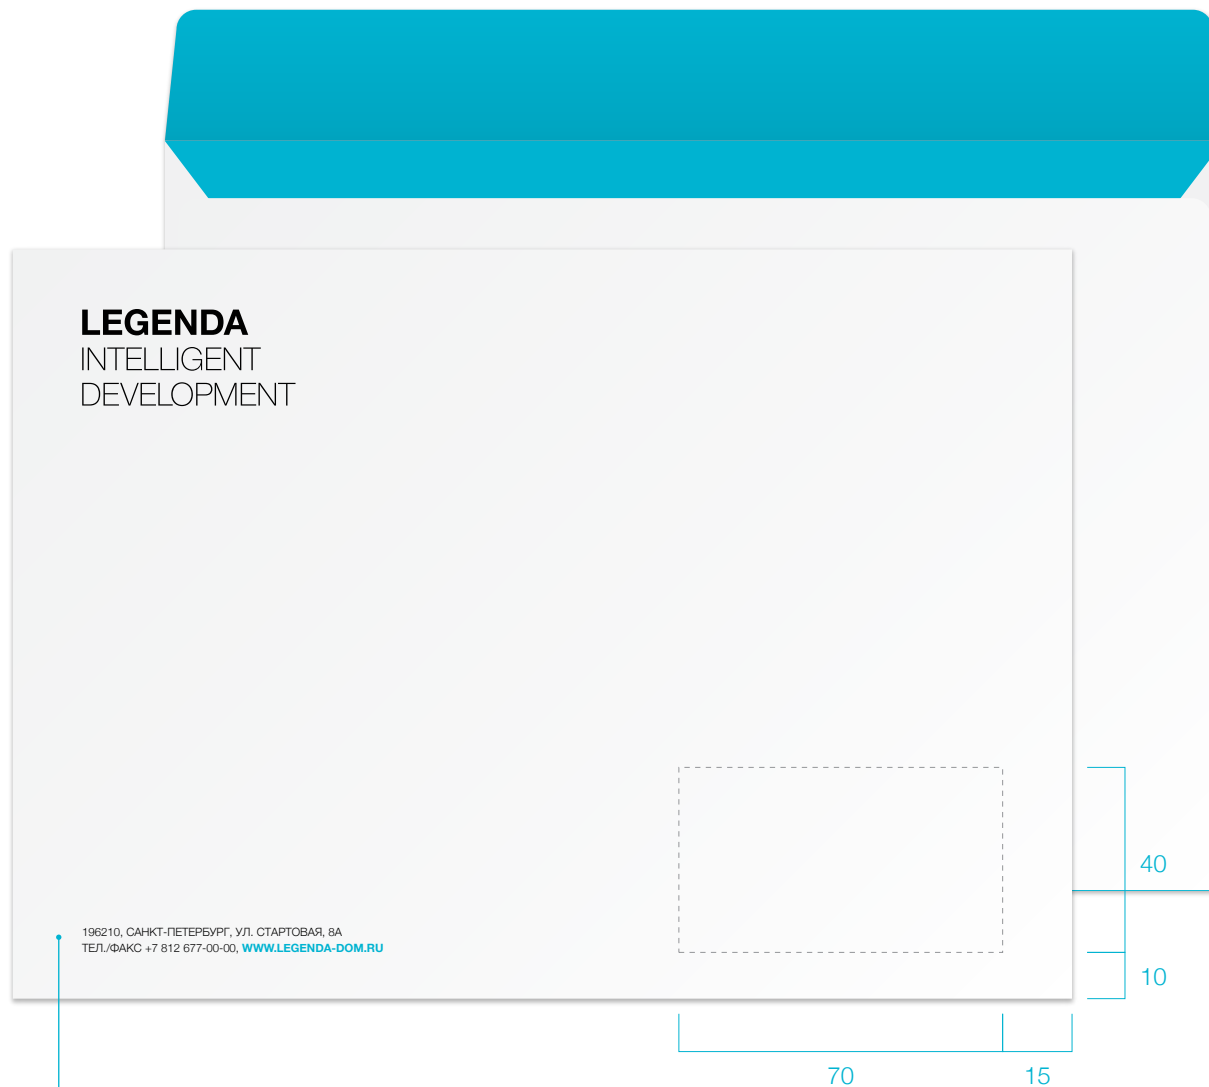 LEGENDA
INTELLIGENT
DEVELOPMENT
40
196210, САНКТ-ПЕТЕРБУРГ, УЛ. СТАРТОВАЯ, 8А
ТЕЛ./ФАКС +7 812 677-00-00, WWW.LEGENDA-DOM.RU
10
70
15